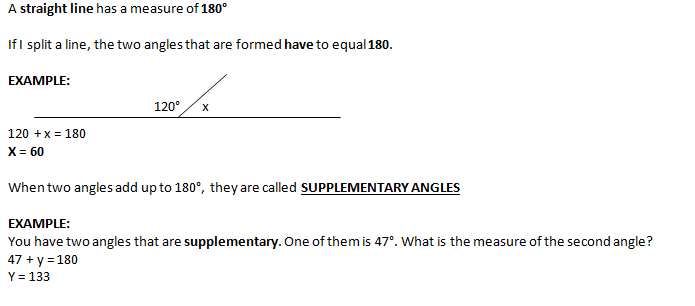 A straight line has a measure of 180°
If I split a line, the two angles that are formed have to equal 180.
EXAMPLE:
120° x
120 + x = 180
X = 60
When two angles add up to 180°, they are called SUPPLEMENTARY ANGLES
EXAMPLE:
You have two angles that are supplementary. One of them is 47°. What is the measure of the second angle?
47 + y = 180
Y = 133